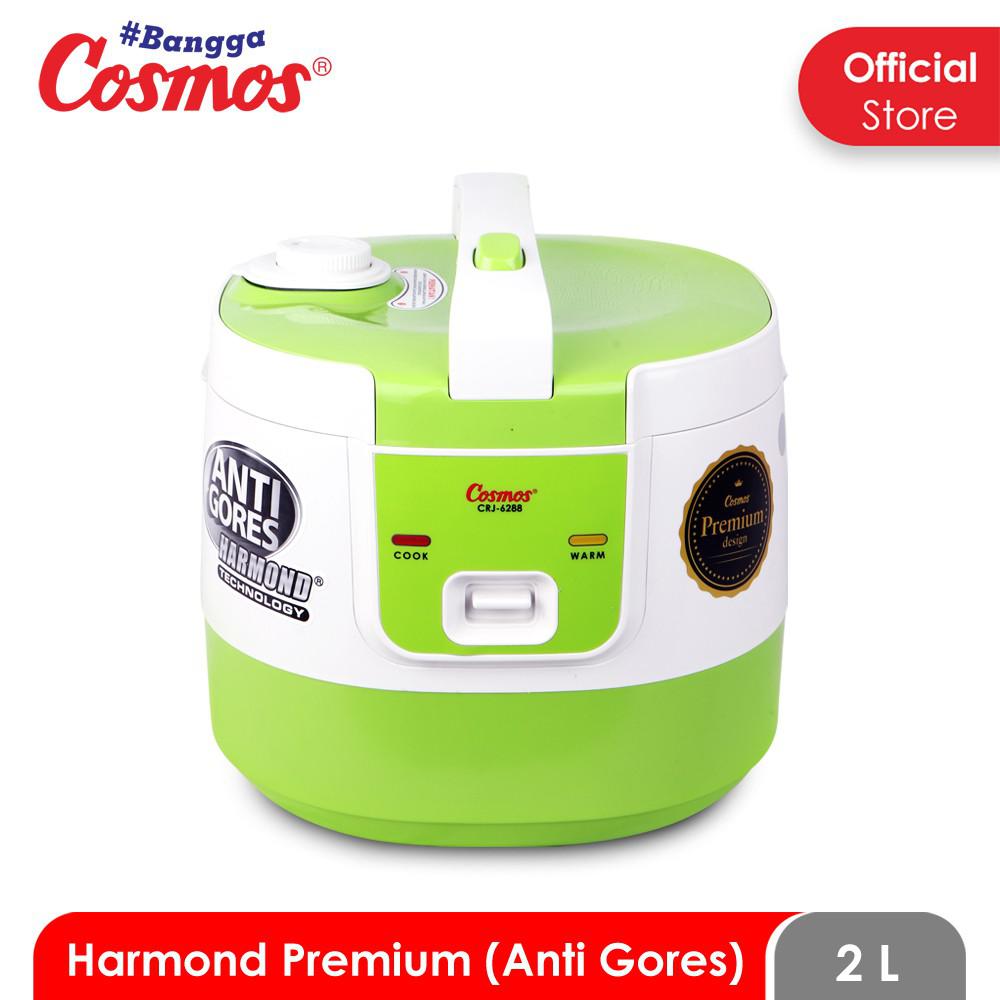 #Bangga
Cosmos®
Official
Store
PERHATIAN
ANTI
GORES
HARMOND®
TECHNOLOGY
Cosmos®
CRJ-6288
COOK
WARM
Cosmos
Premium
design
Harmond Premium (Anti Gores)
2 L